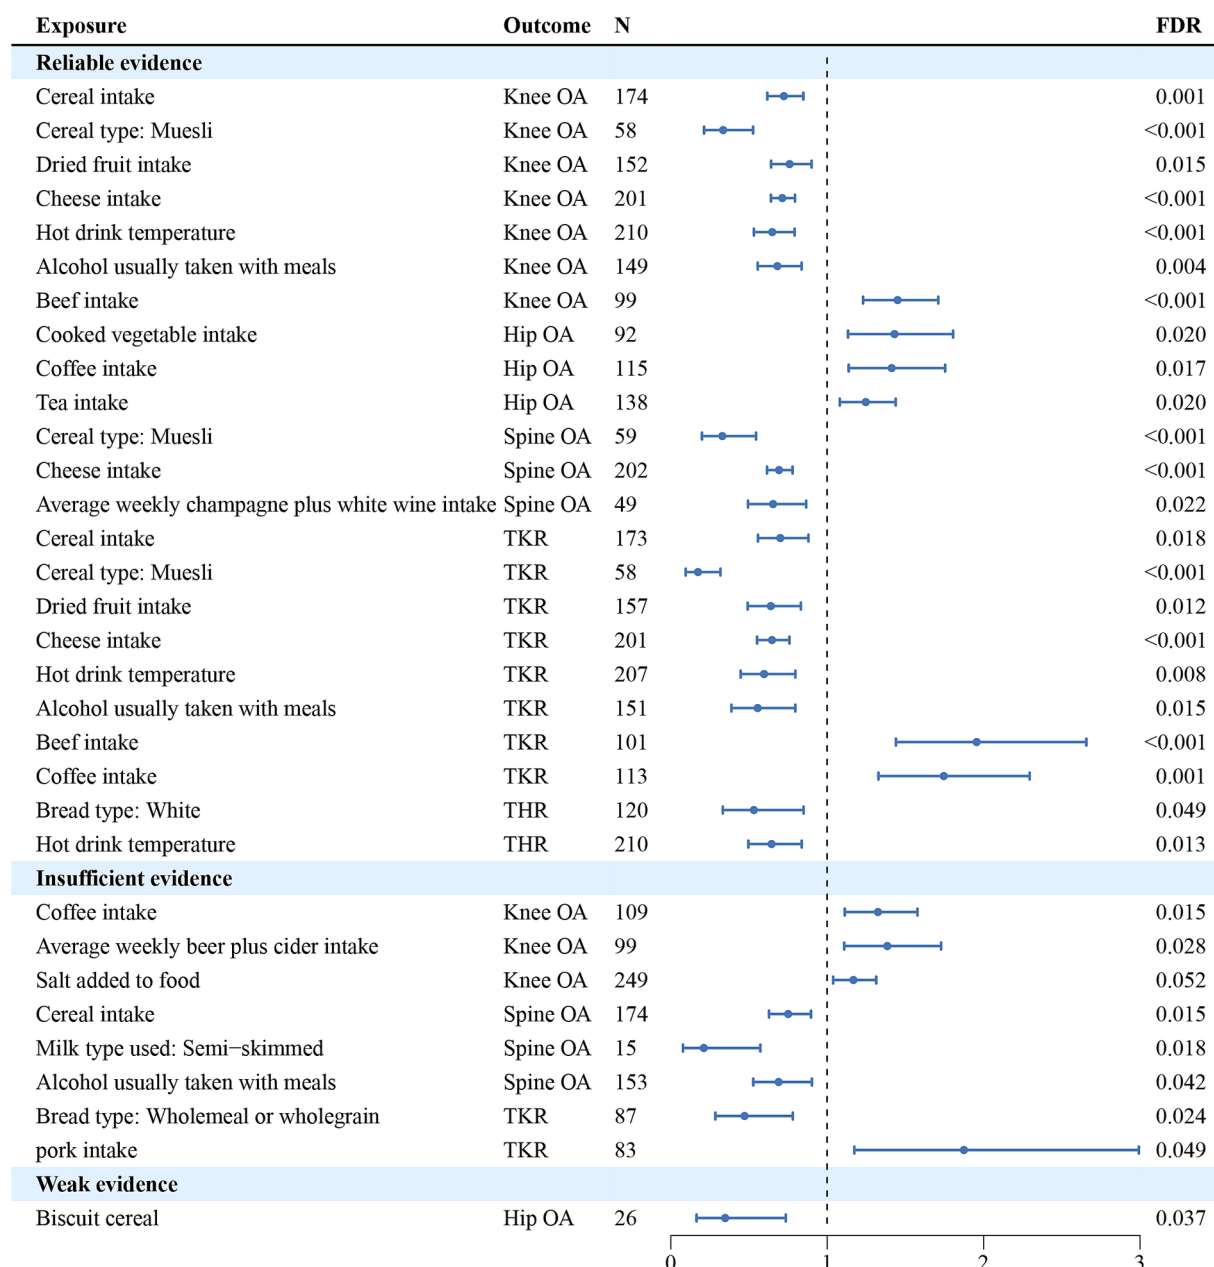 Exposure Outcome N FDR
Reliable evidence
Cereal intake Knee OA 174 0.001
Cereal type: Muesli Knee OA 58 <0.001
Dried fruit intake Knee OA 152 0.015
Cheese intake Knee OA 201 <0.001
Hot drink temperature Knee OA 210 <0.001
Alcohol usually taken with meals Knee OA 149 0.004
Beef intake Knee OA 99 <0.001
Cooked vegetable intake Hip OA 92 0.020
Coffee intake Hip OA 115 0.017
Tea intake Hip OA 138 0.020
Cereal type: Muesli Spine OA 59 <0.001
Cheese intake Spine OA 202 <0.001
Average weekly champagne plus white wine intake Spine OA 49 0.022
Cereal intake TKR 173 0.018
Cereal type: Muesli TKR 58 <0.001
Dried fruit intake TKR 157 0.012
Cheese intake TKR 201 <0.001
Hot drink temperature TKR 207 0.008
Alcohol usually taken with meals TKR 151 0.015
Beef intake TKR 101 <0.001
Coffee intake TKR 113 0.001
Bread type: White THR 120 0.049
Hot drink temperature THR 210 0.013
Insufficient evidence
Coffee intake Knee OA 109 0.015
Average weekly beer plus cider intake Knee OA 99 0.028
Salt added to food Knee OA 249 0.052
Cereal intake Spine OA 174 0.015
Milk type used: Semi−skimmed Spine OA 15 0.018
Alcohol usually taken with meals Spine OA 153 0.042
Bread type: Wholemeal or wholegrain TKR 87 0.024
pork intake TKR 83 0.049
Weak evidence
Biscuit cereal Hip OA 26 0.037
0 1 2 3